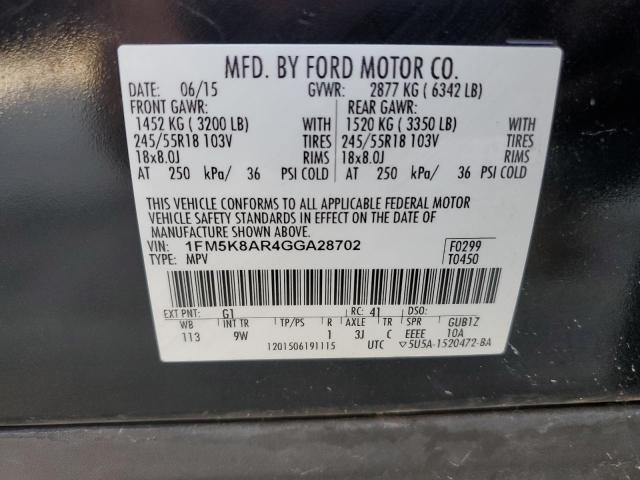 MFD. BY FORD MOTOR CO.
DATE: 06/15 GVWR: 2877 KG ( 6342 LB)
FRONT GAWR: REAR GAWR:
1452 KG ( 3200 LB) WITH 1520 KG ( 3350 LB) WITH
245/55R18 103V TIRES 245/55R18 103V TIRES
18x8.0J RIMS 18x8.0J RIMS
AT 250 kPa/ 36 PSI COLD AT 250 kPa/ 36 PSI COLD
THIS VEHICLE CONFORMS TO ALL APPLICABLE FEDERAL MOTOR
VEHICLE SAFETY STANDARDS AND THEFT PREVENTION STANDARDS
IN EFFECT ON THE DATE OF MANUFACTURE SHOWN ABOVE.
VIN: 1FM5K8AR4GGA28702 F0299
TYPE: MPV T0450
EXT PNT: G1 RC: 41 DSO:
WB INT TR TP/PS R AXLE TR SPR GUB1Z
113 9W 1 3J C EEEE 10A
1201506191115 UTC ▽5U5A-1520472-BA